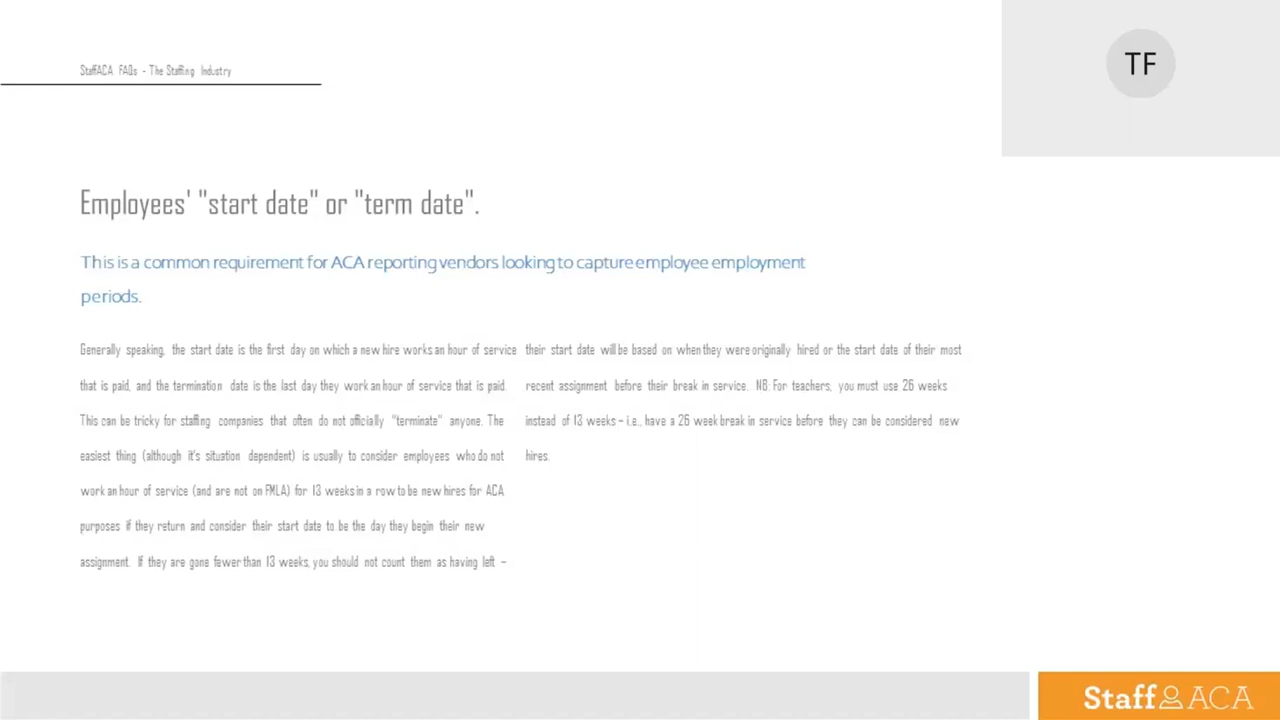 StaffACA FAQs - The Staffing Industry
TF
Employees' "start date" or "term date".
This is a common requirement for ACA reporting vendors looking to capture employee employment
periods.
Generally speaking, the start date is the first day on which a new hire works an hour of service
that is paid, and the termination date is the last day they work an hour of service that is paid.
This can be tricky for staffing companies that often do not officially "terminate" anyone. The
easiest thing (although it's situation dependent) is usually to consider employees who do not
work an hour of service (and are not on FMLA) for 13 weeks in a row to be new hires for ACA
purposes if they return and consider their start date to be the day they begin their new
assignment. If they are gone fewer than 13 weeks, you should not count them as having left –
their start date will be based on when they were originally hired or the start date of their most
recent assignment before their break in service. NB: For teachers, you must use 26 weeks
instead of 13 weeks – i.e., have a 26 week break in service before they can be considered new
hires.
Staff ACA